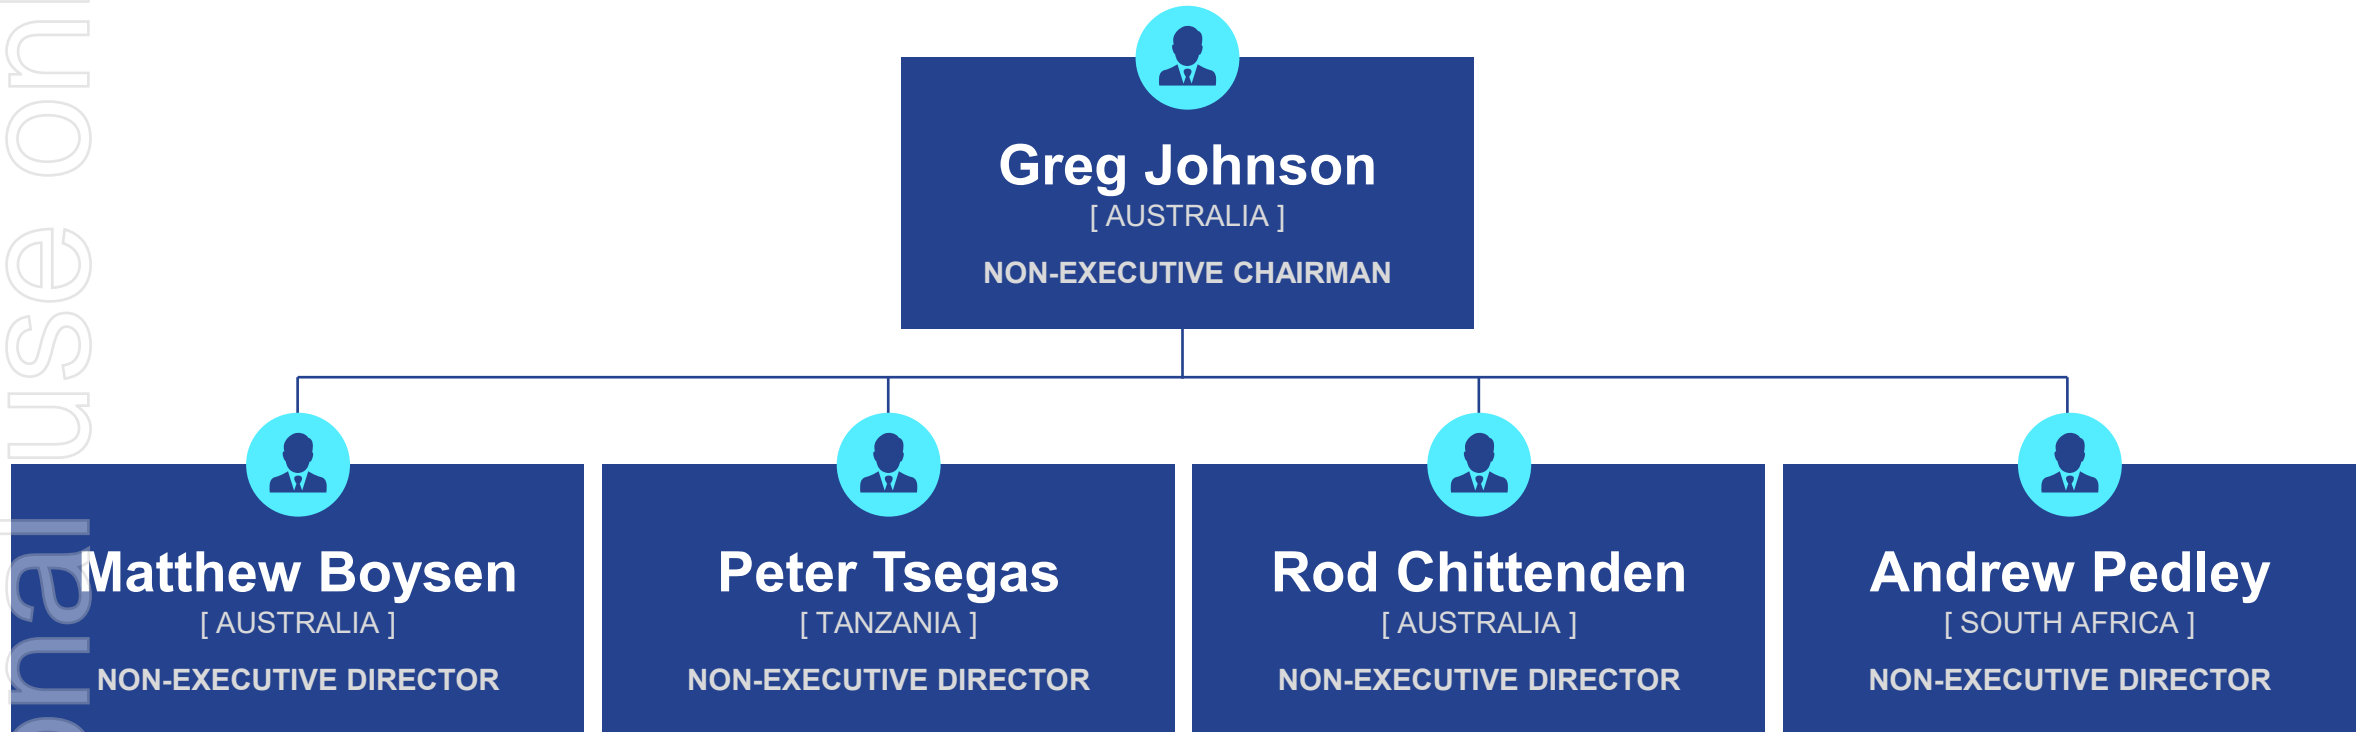 Greg Johnson
[ AUSTRALIA ]
NON-EXECUTIVE CHAIRMAN
Matthew Boysen
[ AUSTRALIA ]
NON-EXECUTIVE DIRECTOR
Peter Tsegas
[ TANZANIA ]
NON-EXECUTIVE DIRECTOR
Rod Chittenden
[ AUSTRALIA ]
NON-EXECUTIVE DIRECTOR
Andrew Pedley
[ SOUTH AFRICA ]
NON-EXECUTIVE DIRECTOR
use